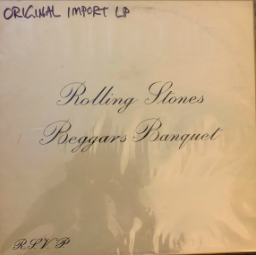 ORIGINAL IMPORT LP
Rolling Stones
Beggars Banquet
R.S.V.P